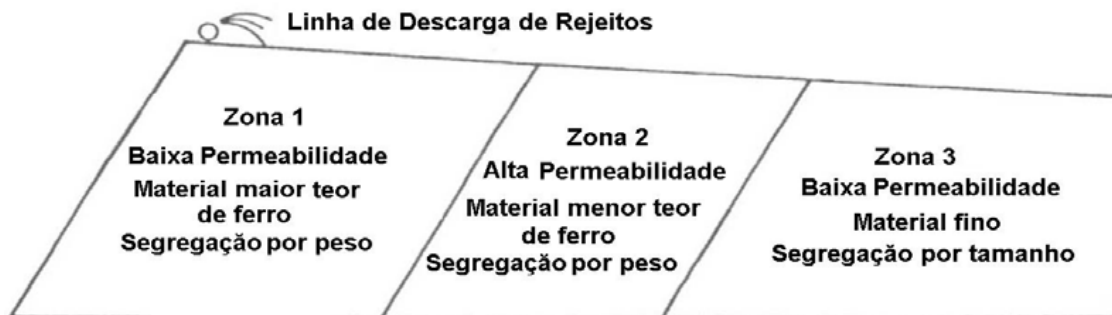 Linha de Descarga de Rejeitos
Zona 1
Baixa Permeabilidade
Material maior teor
de ferro
Segregação por peso
Zona 2
Alta Permeabilidade
Material menor teor
de ferro
Segregação por peso
Zona 3
Baixa Permeabilidade
Material fino
Segregação por tamanho